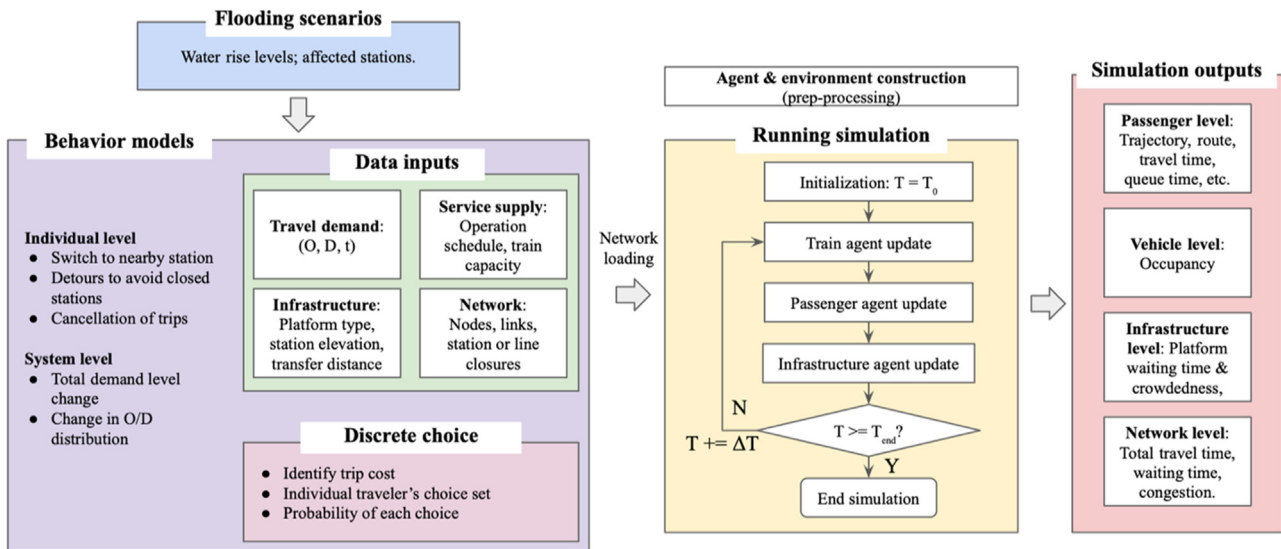 Flooding scenarios
Water rise levels; affected stations.
Behavior models
Individual level
● Switch to nearby station
● Detours to avoid closed
stations
● Cancellation of trips
System level
● Total demand level
change
● Change in O/D
distribution
Data inputs
Travel demand:
(O, D, t)
Service supply:
Operation
schedule, train
capacity
Infrastructure:
Platform type,
station elevation,
transfer distance
Network:
Nodes, links,
station or line
closures
Discrete choice
● Identify trip cost
● Individual traveler's choice set
● Probability of each choice
Network
loading
Agent & environment construction
(prep-processing)
Running simulation
Initialization: T = T0
Train agent update
Passenger agent update
Infrastructure agent update
T >= Tend?
N
T += ΔT
Y
End simulation
Simulation outputs
Passenger level:
Trajectory, route,
travel time,
queue time, etc.
Vehicle level:
Occupancy
Infrastructure
level: Platform
waiting time &
crowdedness,
Network level:
Total travel time,
waiting time,
congestion.